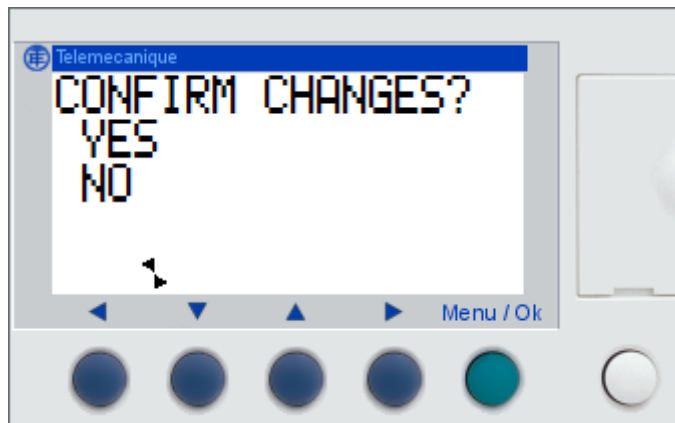 Telemecanique
CONFIRM CHANGES?
YES
NO
Menu / Ok